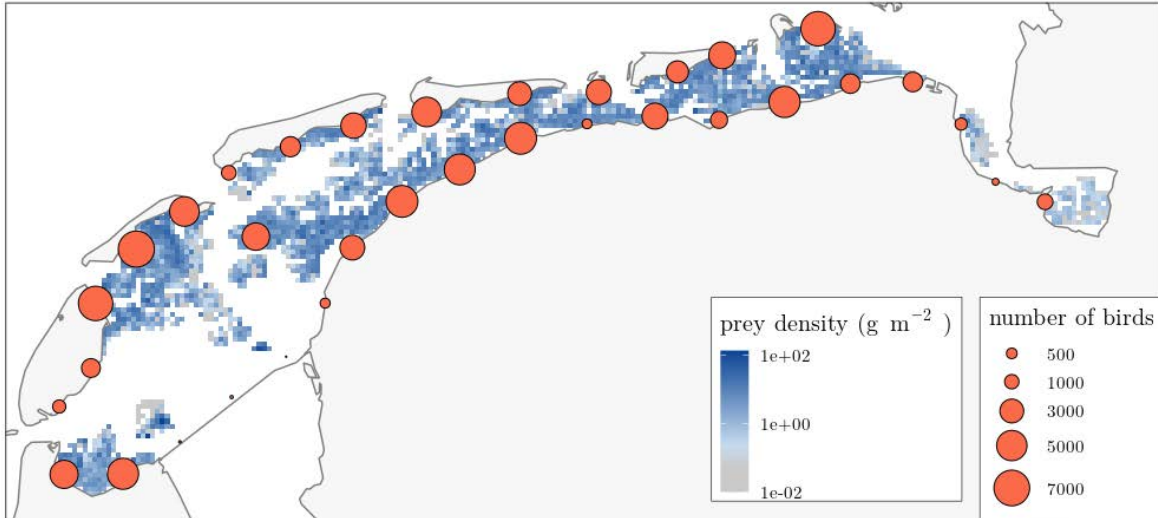 prey density (g m⁻² )
1e+02
1e+00
1e-02
number of birds
500
1000
3000
5000
7000